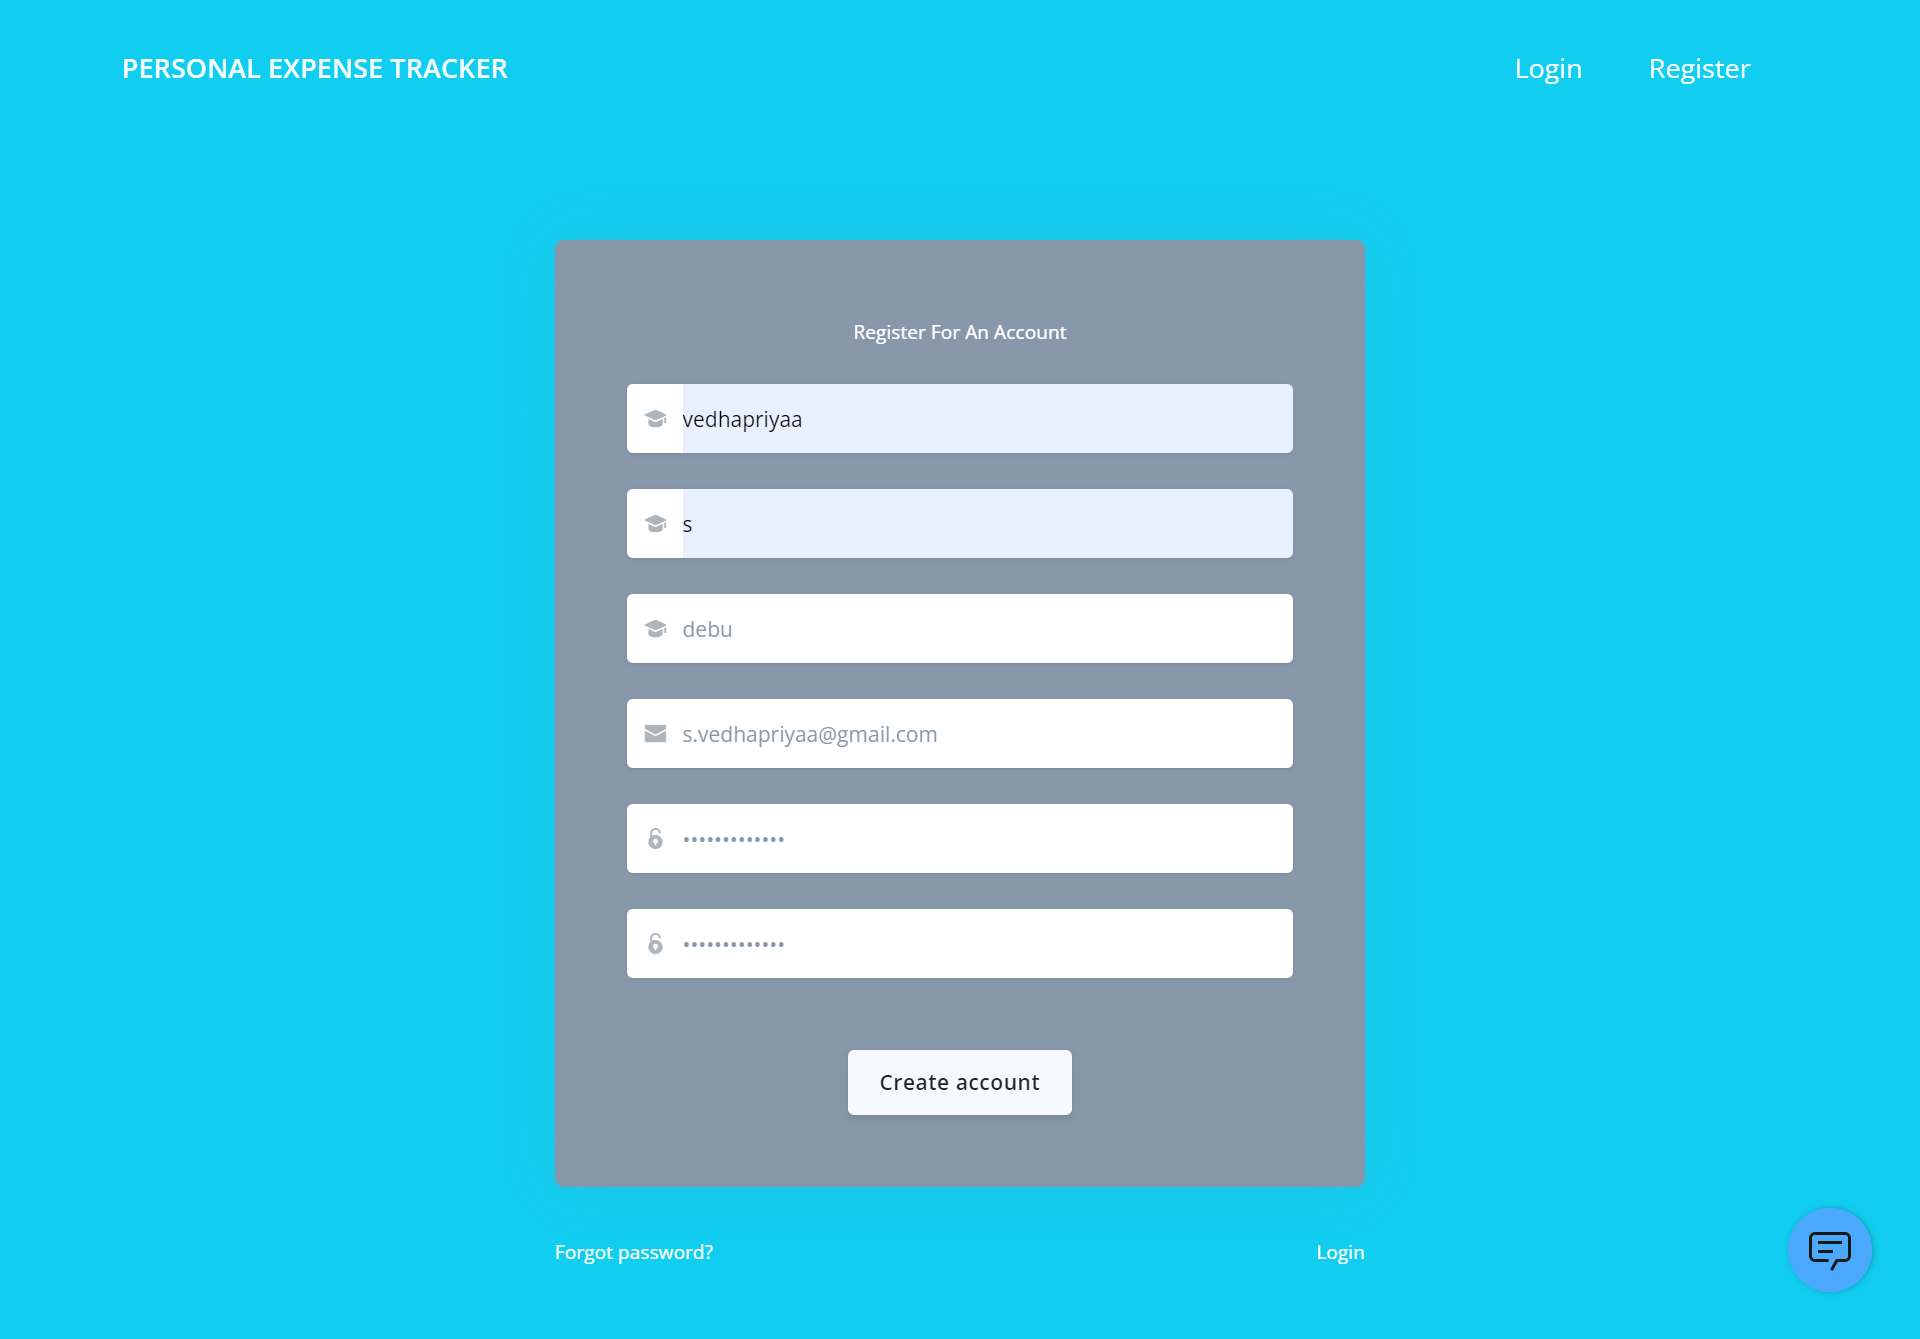 PERSONAL EXPENSE TRACKER Login Register
Register For An Account
vedhapriyaa
s
debu
s.vedhapriyaa@gmail.com
•••••••••••••
•••••••••••••
Create account
Forgot password? Login